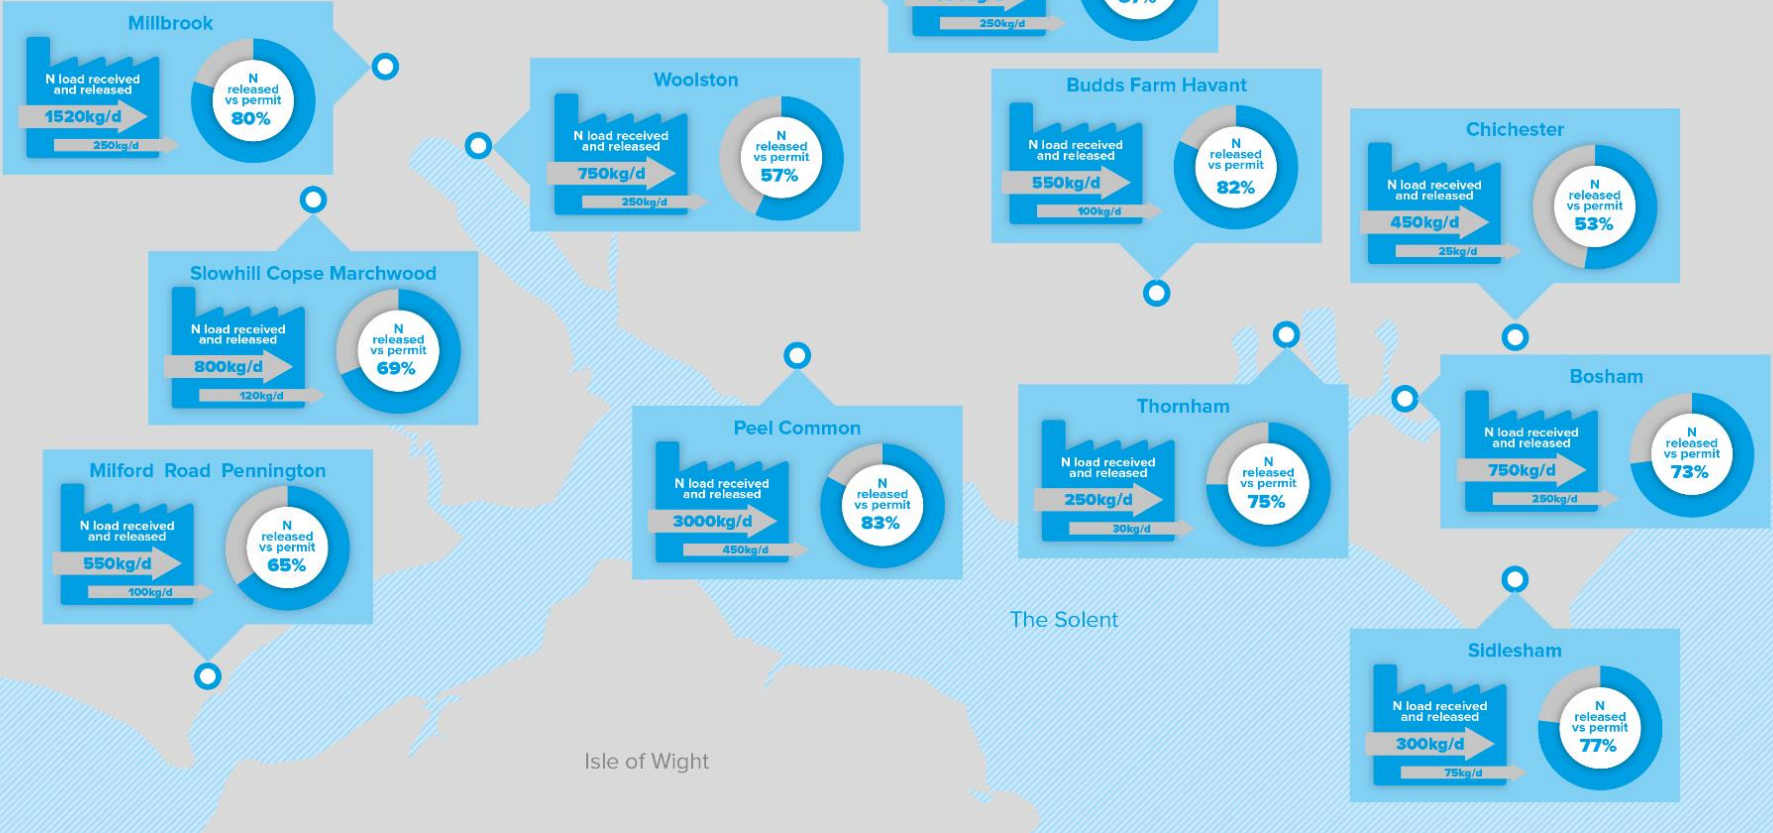 250kg/d
Millbrook
N load received
and released
1520kg/d
250kg/d
N
released
vs permit
80%
Woolston
N load received
and released
750kg/d
250kg/d
N
released
vs permit
57%
Budds Farm Havant
N load received
and released
550kg/d
100kg/d
N
released
vs permit
82%
Chichester
N load received
and released
450kg/d
25kg/d
N
released
vs permit
53%
Slowhill Copse Marchwood
N load received
and released
800kg/d
120kg/d
N
released
vs permit
69%
Peel Common
N load received
and released
3000kg/d
450kg/d
N
released
vs permit
83%
Thornham
N load received
and released
250kg/d
30kg/d
N
released
vs permit
75%
Bosham
N load received
and released
750kg/d
250kg/d
N
released
vs permit
73%
Milford Road Pennington
N load received
and released
550kg/d
100kg/d
N
released
vs permit
65%
The Solent
Sidlesham
N load received
and released
300kg/d
75kg/d
N
released
vs permit
77%
Isle of Wight